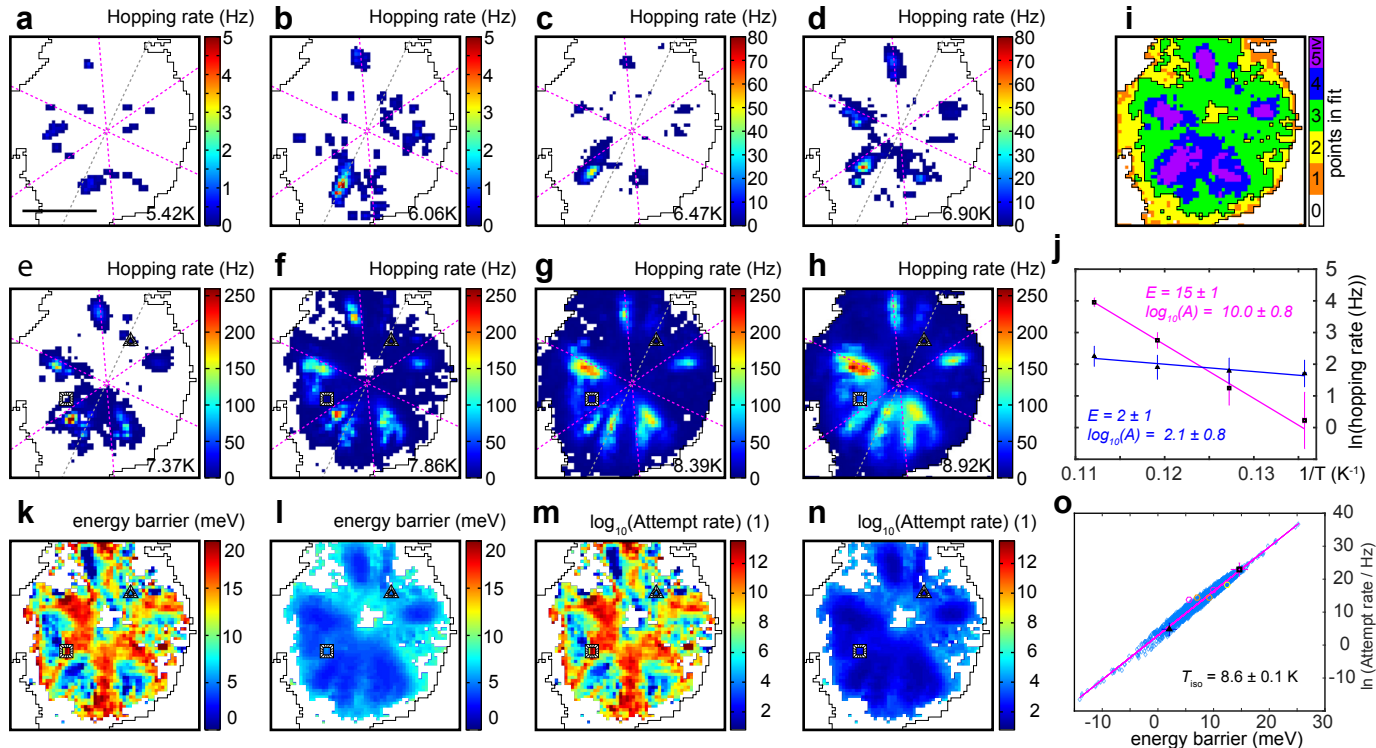 a
Hopping rate (Hz)
5
4
3
2
1
0
5.42K
b
Hopping rate (Hz)
5
4
3
2
1
0
6.06K
c
Hopping rate (Hz)
80
70
60
50
40
30
20
10
0
6.47K
d
Hopping rate (Hz)
80
70
60
50
40
30
20
10
0
6.90K
i
≥5
4
3
2
1
0
points in fit
e
Hopping rate (Hz)
250
200
150
100
50
0
7.37K
f
Hopping rate (Hz)
250
200
150
100
50
0
7.86K
g
Hopping rate (Hz)
250
200
150
100
50
0
8.39K
h
Hopping rate (Hz)
250
200
150
100
50
0
8.92K
j
E = 15 ± 1
log₁₀(A) = 10.0 ± 0.8
E = 2 ± 1
log₁₀(A) = 2.1 ± 0.8
5
4
3
2
1
0
ln(hopping rate (Hz))
0.11 0.12 0.13 1/T (K⁻¹)
k
energy barrier (meV)
20
15
10
5
0
l
energy barrier (meV)
20
15
10
5
0
m
log₁₀(Attempt rate) (1)
12
10
8
6
4
2
n
log₁₀(Attempt rate) (1)
12
10
8
6
4
2
o
40
30
20
10
0
-10
ln (Attempt rate / Hz)
T_iso = 8.6 ± 0.1 K
-10 0 10 20 30
energy barrier (meV)